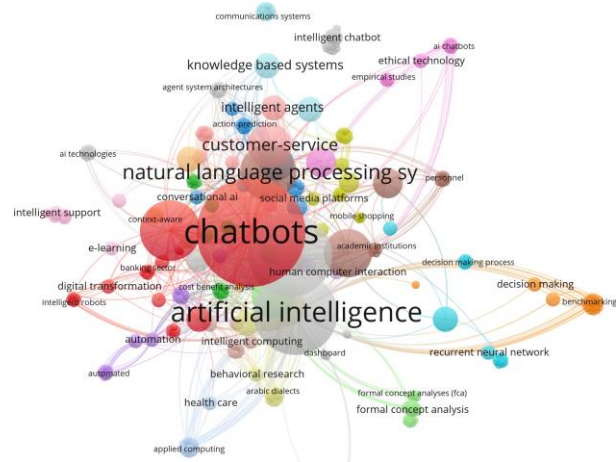 communications systems
intelligent chatbot
ai chatbots
ethical technology
knowledge based systems
empirical studies
agent system architectures
intelligent agents
action prediction
customer-service
ai technologies
natural language processing sy
personnel
conversational ai
social media platforms
intelligent support
context-aware
mobile shopping
chatbots
e-learning
academic institutions
banking sector
human computer interaction
decision making process
digital transformation
cost benefit analysis
decision making
intelligent robots
benchmarking
artificial intelligence
automation
intelligent computing
dashboard
recurrent neural network
automated
behavioral research
arabic dialects
formal concept analyses (fca)
health care
formal concept analysis
applied computing